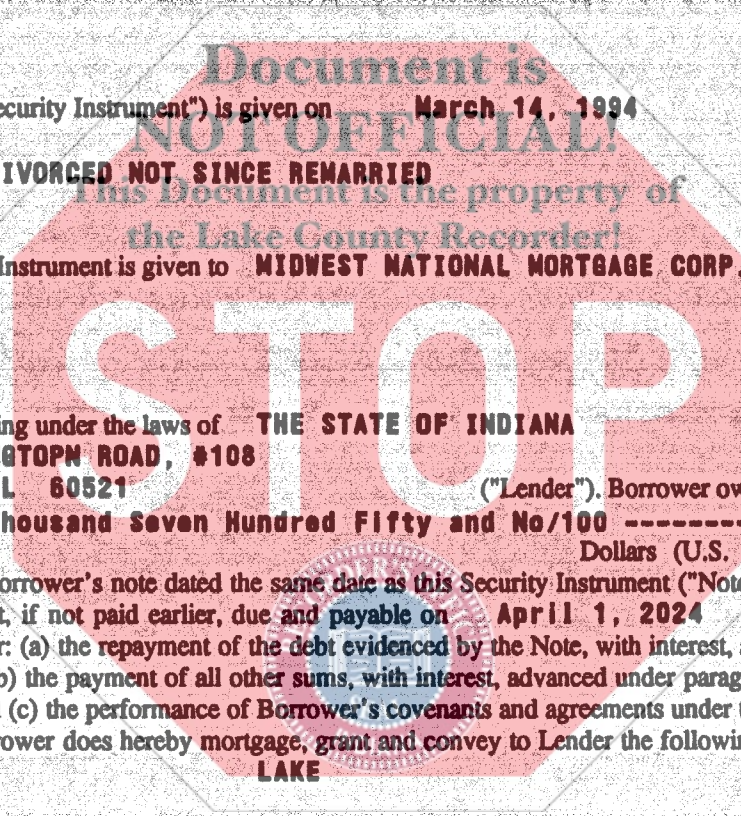 Document is
ecurity Instrument") is given on March 14, 1994
NOT OFFICIAL!
IVORCED NOT SINCE REMARRIED
This Document is the property of
the Lake County Recorder!
Instrument is given to MIDWEST NATIONAL MORTGAGE CORP.
STOP
ing under the laws of THE STATE OF INDIANA
GTOPN ROAD, #108
L 60521 ("Lender"). Borrower ow
housand Seven Hundred Fifty and No/100 --------
Dollars (U.S.
orrower's note dated the same date as this Security Instrument ("Note
t, if not paid earlier, due and payable on April 1, 2024
r: (a) the repayment of the debt evidenced by the Note, with interest,
b) the payment of all other sums, with interest, advanced under parag
(c) the performance of Borrower's covenants and agreements under
rower does hereby mortgage, grant and convey to Lender the followin
LAKE